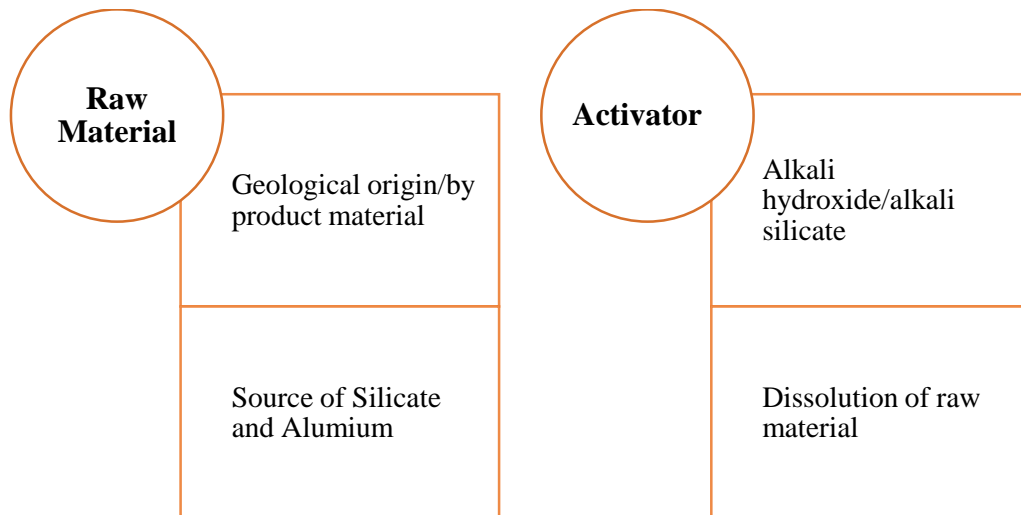 Raw
Material
Geological origin/by
product material
Source of Silicate
and Alumium
Activator
Alkali
hydroxide/alkali
silicate
Dissolution of raw
material